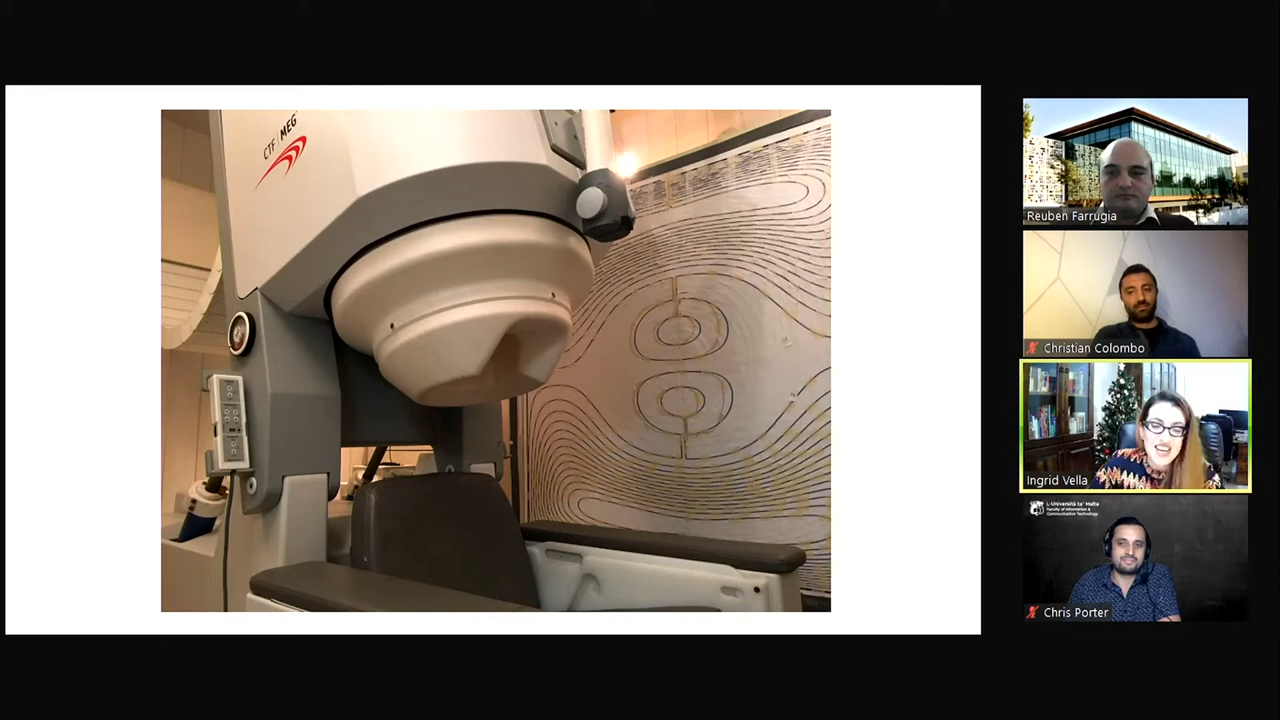 CTF MEG
Reuben Farrugia
Christian Colombo
Ingrid Vella
L-Università ta' Malta
Faculty of Information &
Communication Technology
Chris Porter